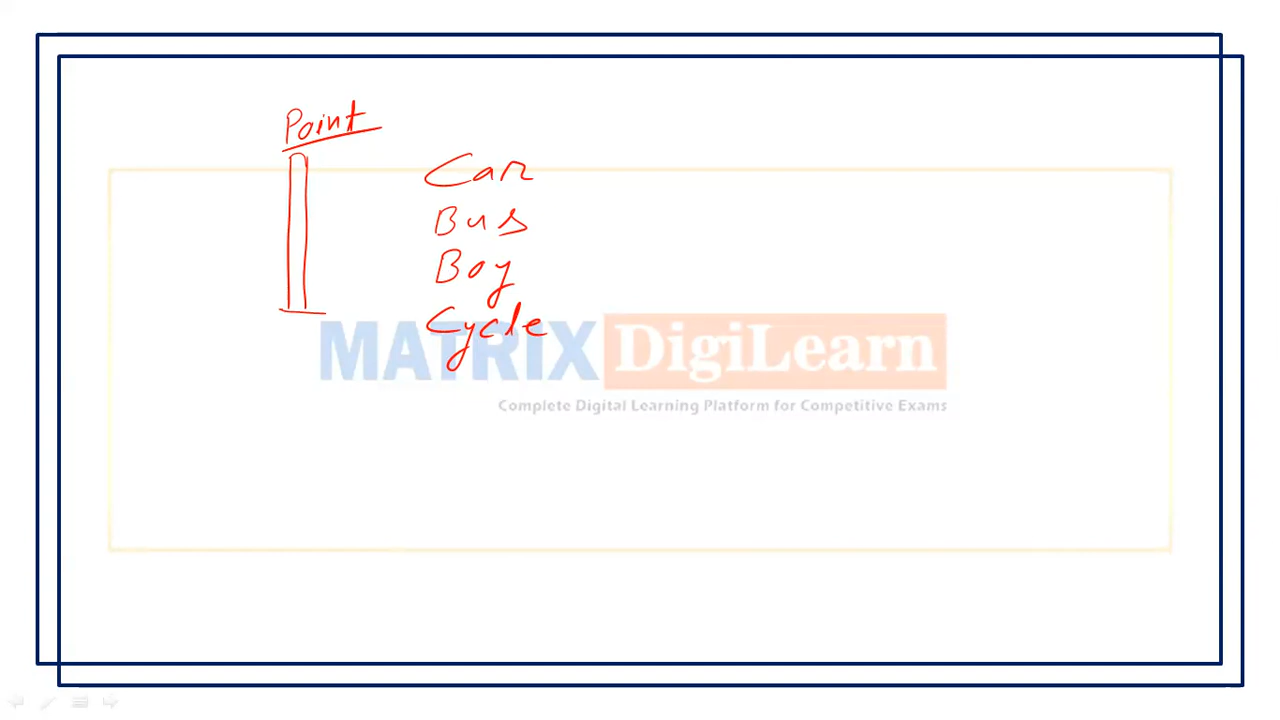 Point
Car
Bus
Boy
Cycle
MATRIX DigiLearn
Complete Digital Learning Platform for Competitive Exams